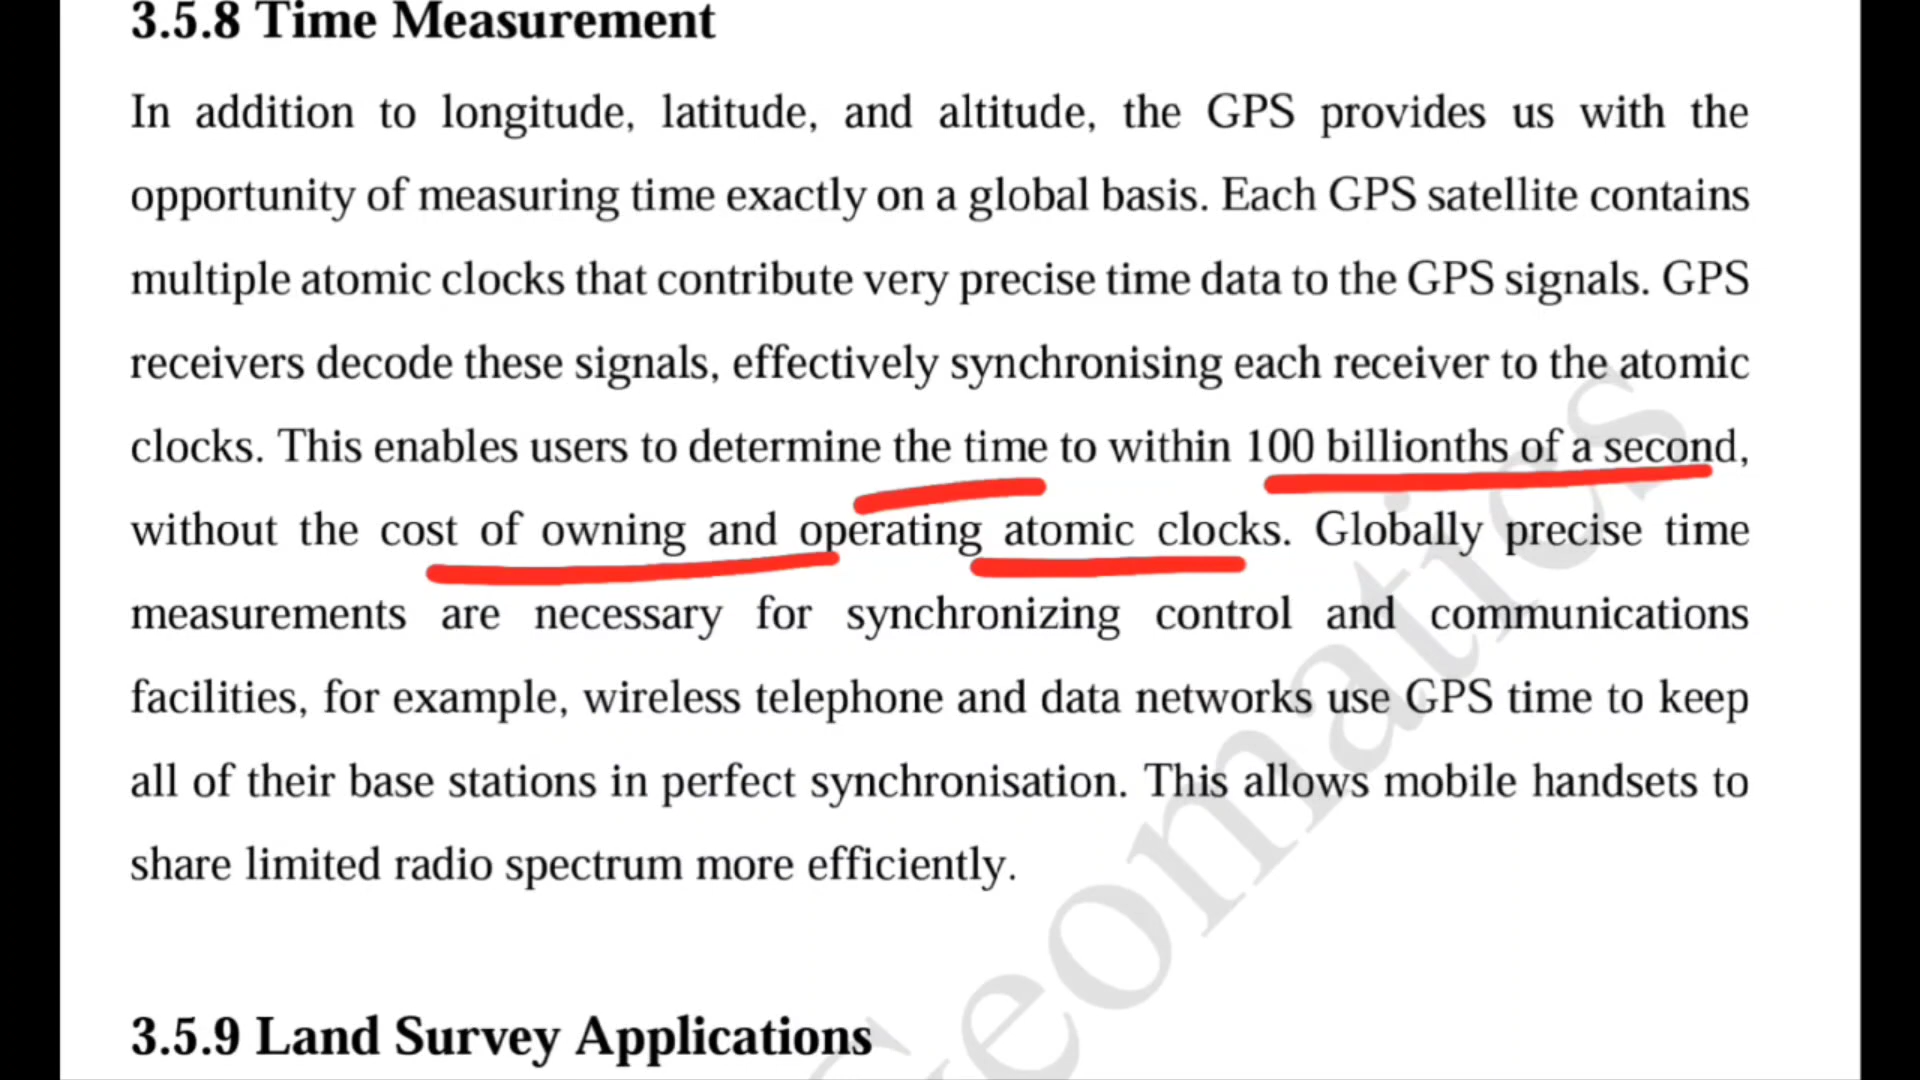 3.5.8 Time Measurement
In addition to longitude, latitude, and altitude, the GPS provides us with the
opportunity of measuring time exactly on a global basis. Each GPS satellite contains
multiple atomic clocks that contribute very precise time data to the GPS signals. GPS
receivers decode these signals, effectively synchronising each receiver to the atomic
clocks. This enables users to determine the time to within 100 billionths of a second,
without the cost of owning and operating atomic clocks. Globally precise time
measurements are necessary for synchronizing control and communications
facilities, for example, wireless telephone and data networks use GPS time to keep
all of their base stations in perfect synchronisation. This allows mobile handsets to
share limited radio spectrum more efficiently.
3.5.9 Land Survey Applications
Geomatics